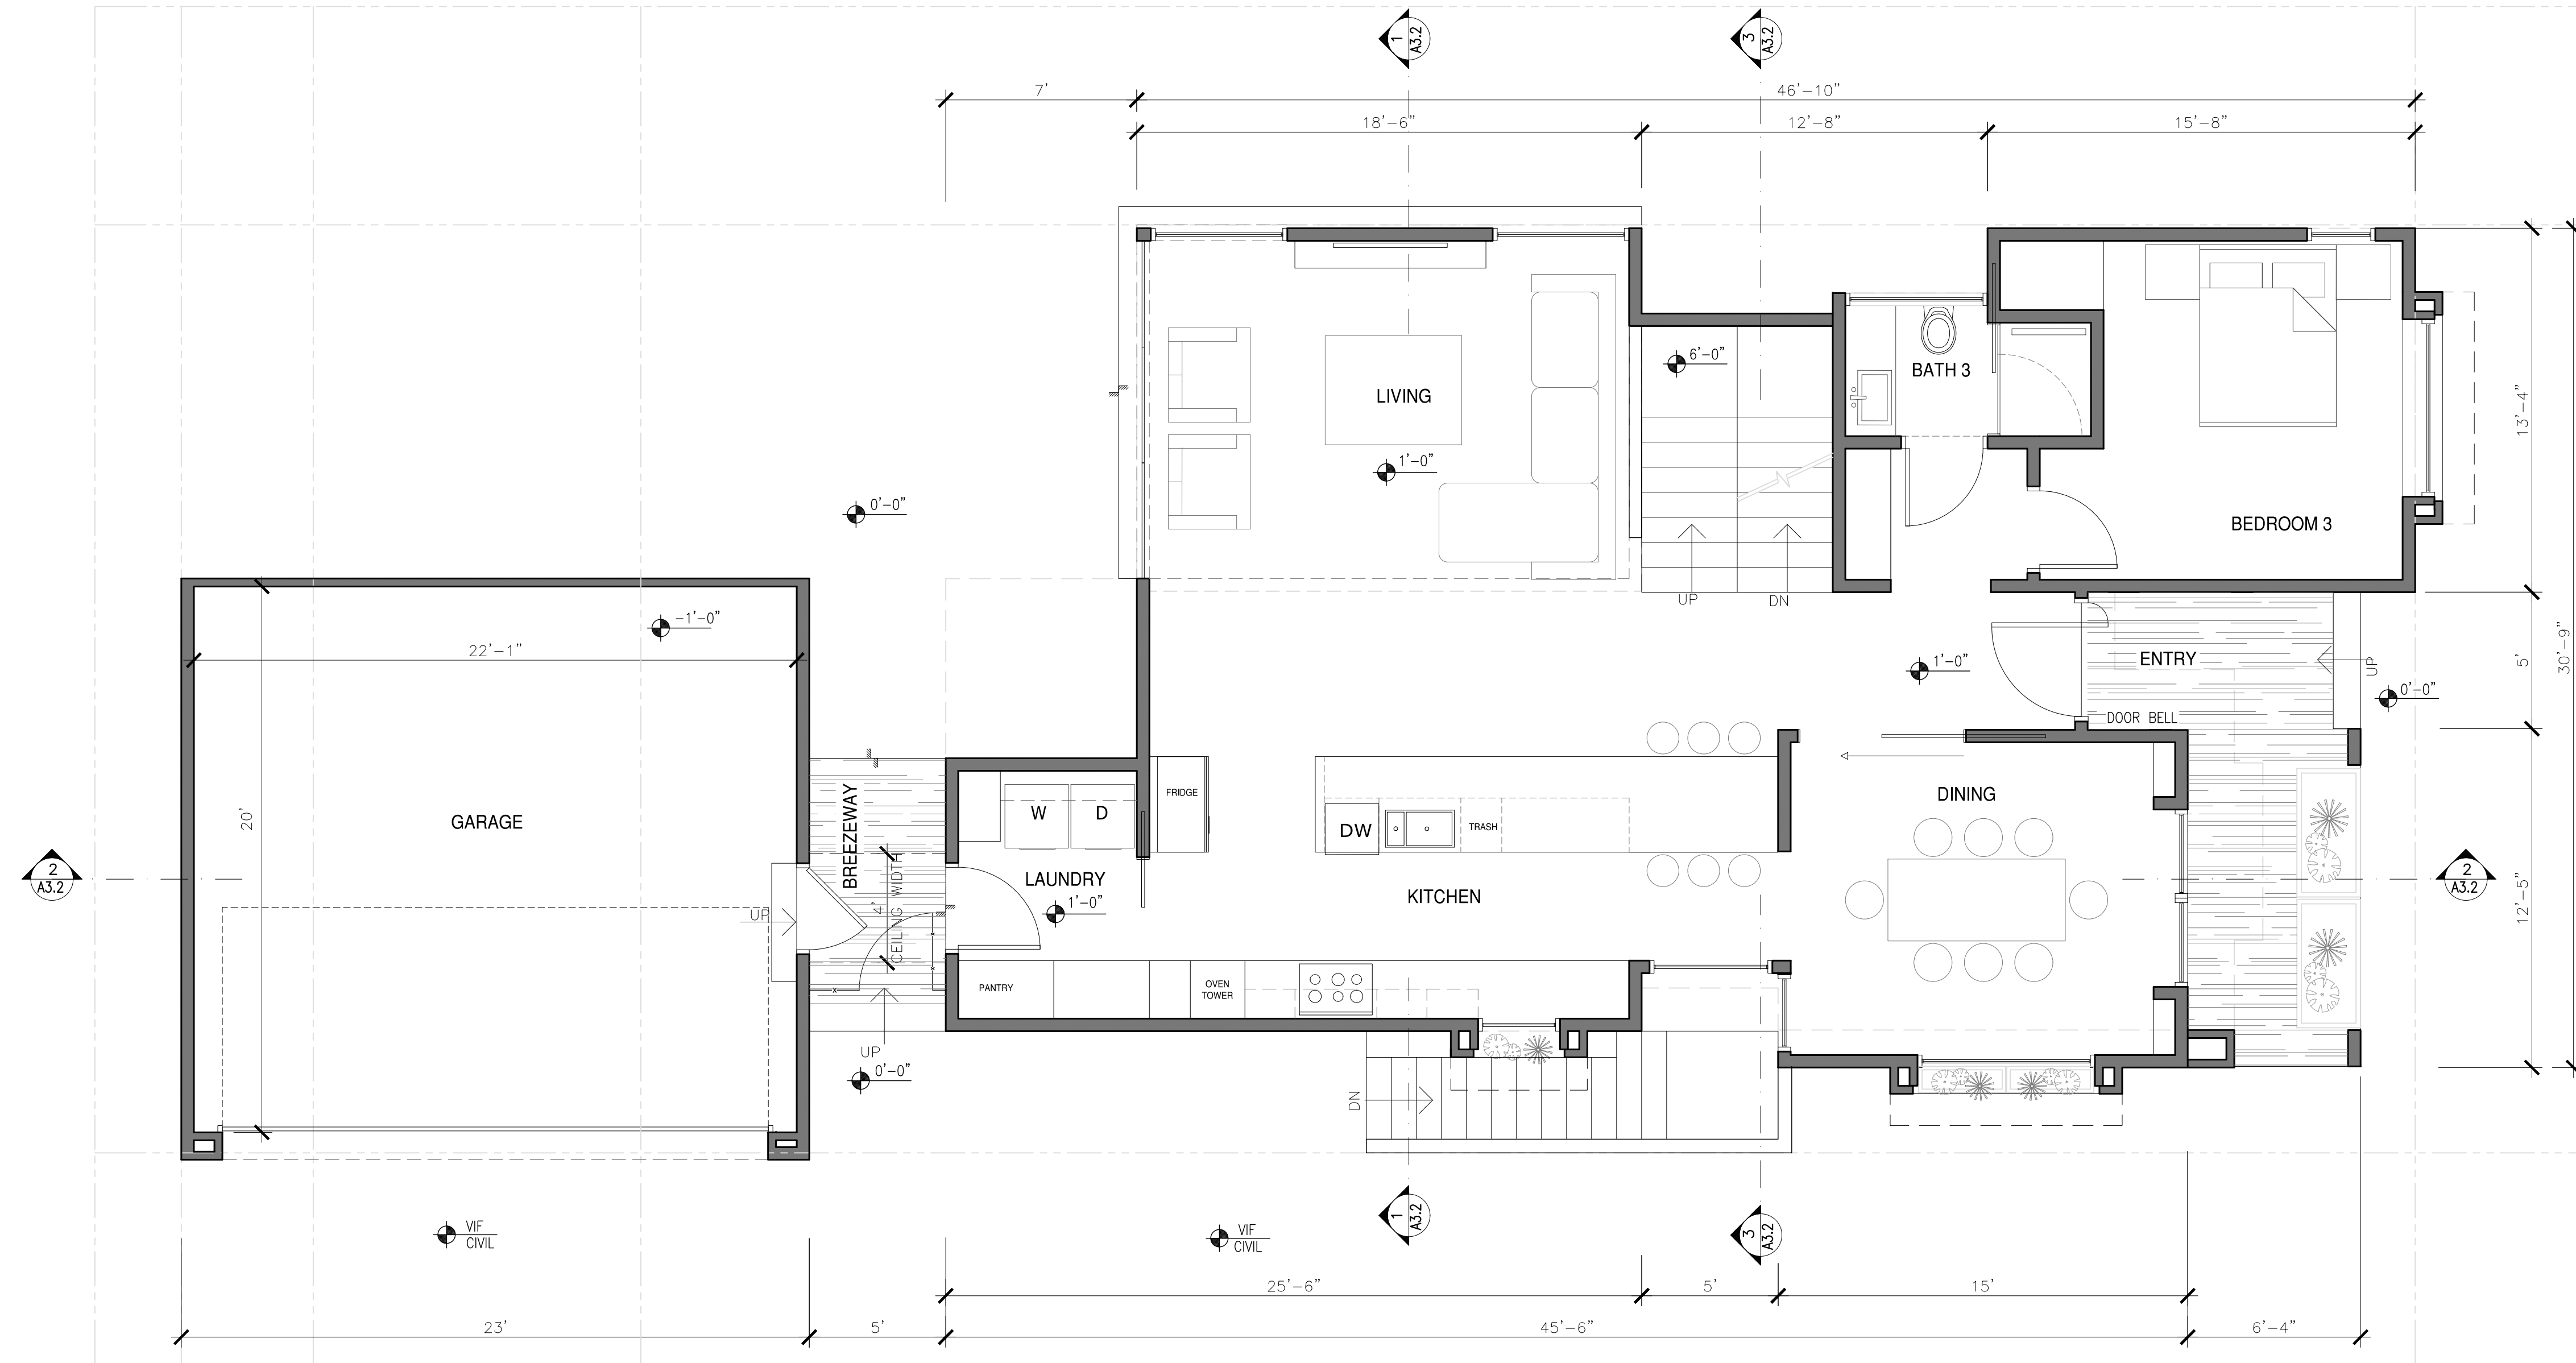 1
A3.2
3
A3.2
7'
46'-10"
18'-6"
12'-8"
15'-8"
6'-0"
BATH 3
LIVING
13'-4"
1'-0"
0'-0"
BEDROOM 3
UP
DN
-1'-0"
22'-1"
ENTRY
1'-0"
UP
5'
30'-9"
0'-0"
DOOR BELL
GARAGE
20'
BREEZEWAY
W
D
FRIDGE
DW
TRASH
DINING
2
A3.2
LAUNDRY
1'-0"
KITCHEN
2
A3.2
UP
4'
CEILING WIDTH
12'-5"
PANTRY
OVEN
TOWER
UP
0'-0"
DN
VIF
CIVIL
VIF
CIVIL
1
A3.2
3
A3.2
25'-6"
5'
15'
23'
5'
45'-6"
6'-4"